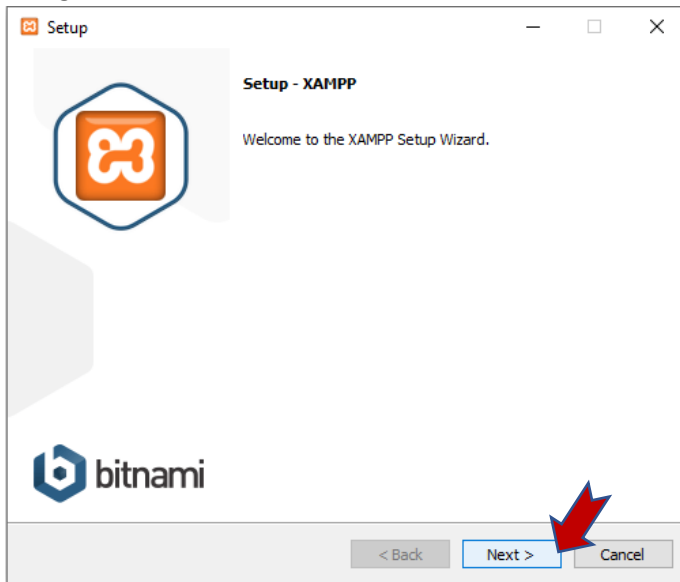 Setup
Setup - XAMPP
Welcome to the XAMPP Setup Wizard.
bitnami
< Back
Next >
Cancel